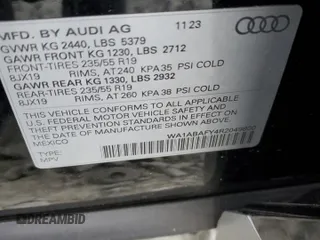 MFD. BY AUDI AG 11 23
GVWR KG 2440, LBS 5379
GAWR FRONT KG 1230, LBS 2712
FRONT-TIRES 235/55 R19
8JX19 RIMS, AT 240 KPA 35 PSI COLD
GAWR REAR KG 1330, LBS 2932
REAR-TIRES 235/55 R19
8JX19 RIMS, AT 260 KPA 38 PSI COLD
THIS VEHICLE CONFORMS TO ALL APPLICABLE
FEDERAL MOTOR VEHICLE SAFETY STANDARDS
IN EFFECT ON THE DATE OF MANUFACTURE
SHOWN ABOVE.
MEXICO
TYPE:
MPV
© DREAMBID